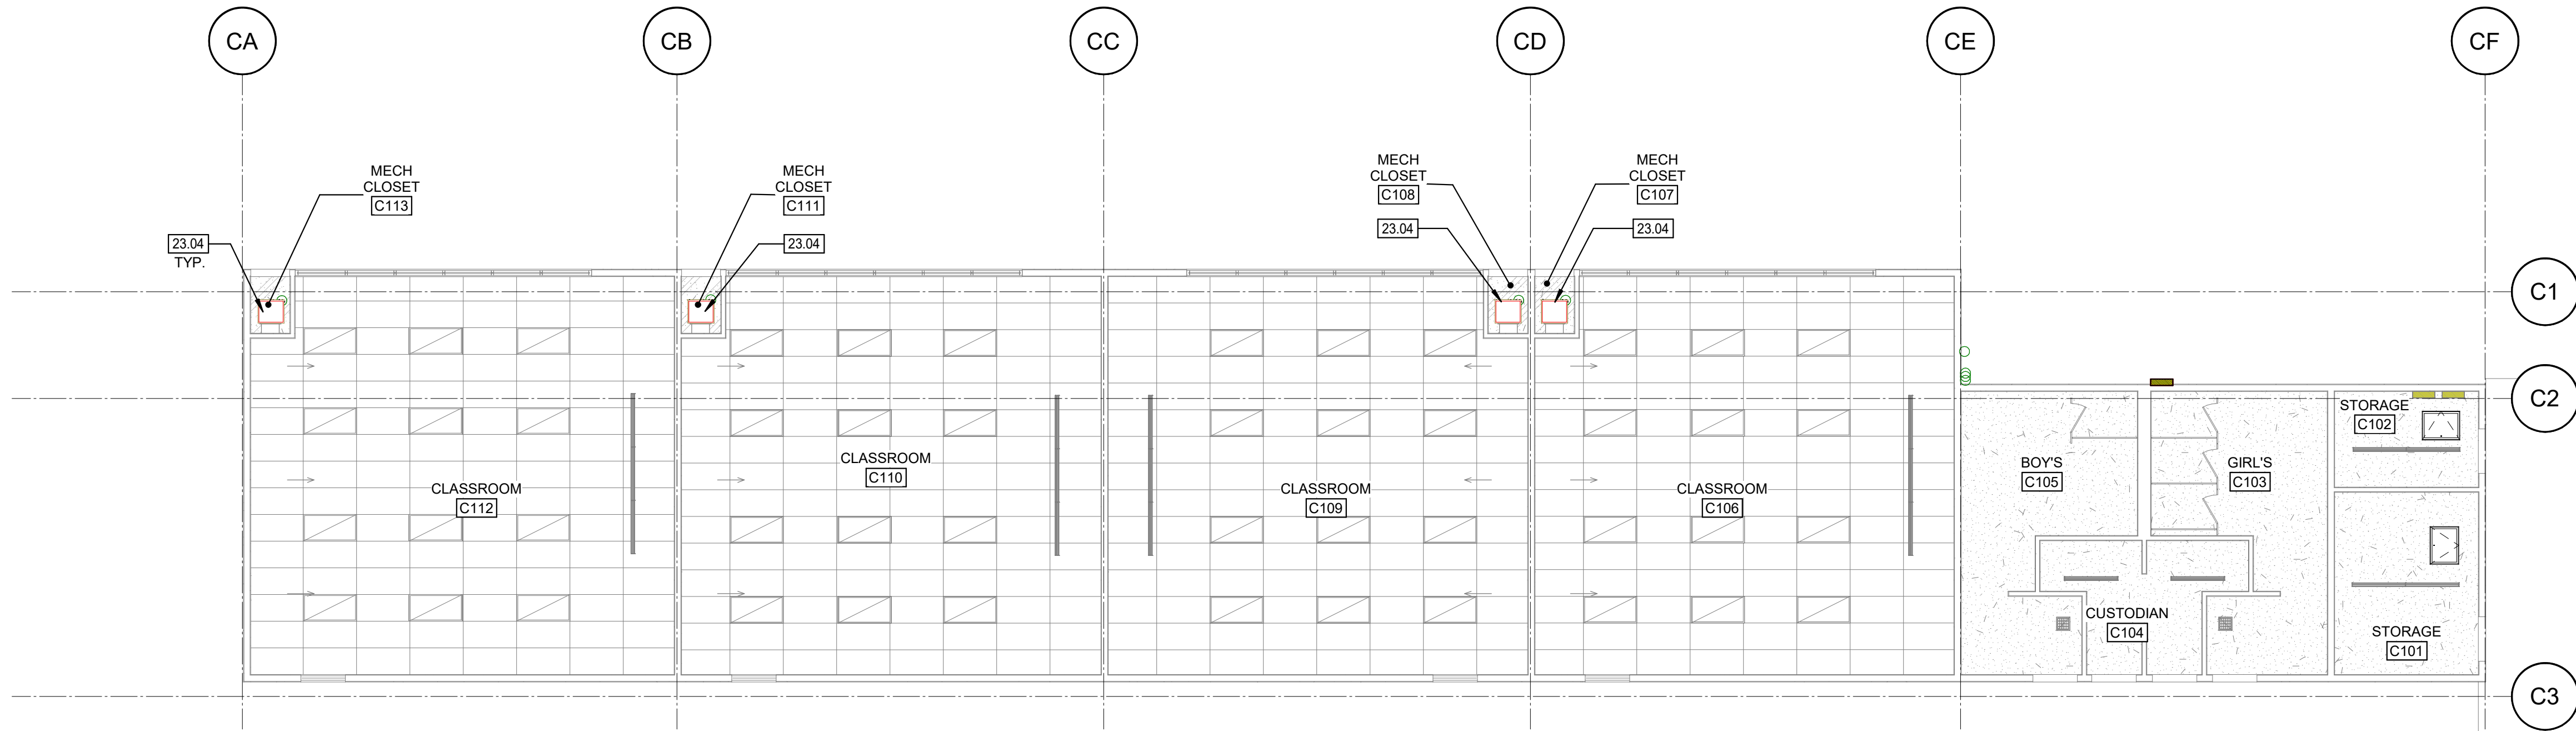 CA
CB
CC
CD
CE
CF
MECH
CLOSET
C113
MECH
CLOSET
C111
MECH
CLOSET
C108
MECH
CLOSET
C107
23.04
TYP.
23.04
23.04
23.04
C1
C2
C3
CLASSROOM
C112
CLASSROOM
C110
CLASSROOM
C109
CLASSROOM
C106
BOY'S
C105
GIRL'S
C103
STORAGE
C102
CUSTODIAN
C104
STORAGE
C101